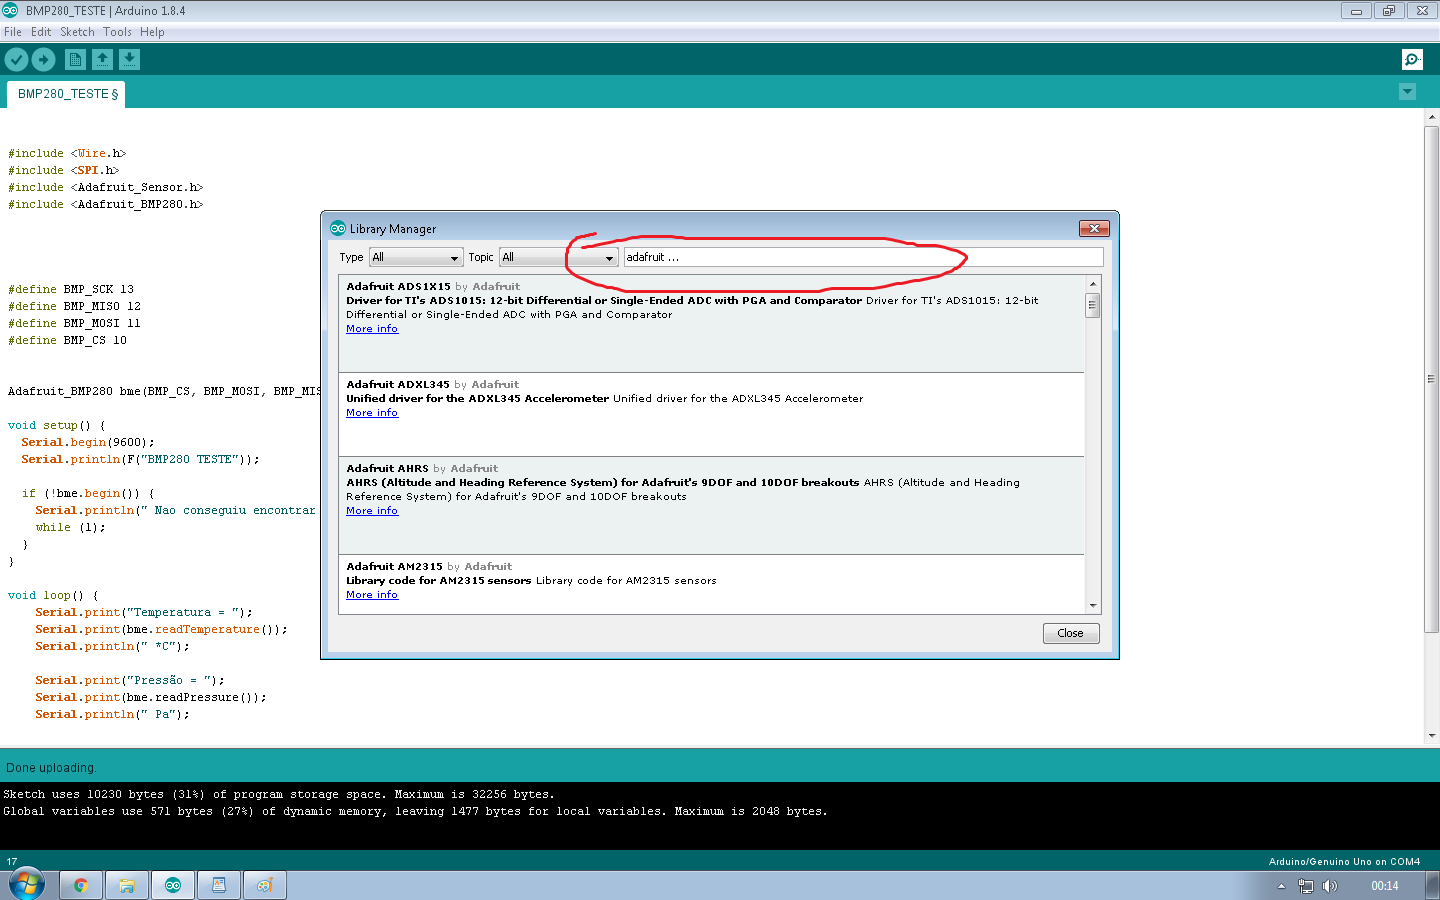 BMP280_TESTE | Arduino 1.8.4
File Edit Sketch Tools Help
BMP280_TESTE §
#include <Wire.h>
#include <SPI.h>
#include <Adafruit_Sensor.h>
#include <Adafruit_BMP280.h>
#define BMP_SCK 13
#define BMP_MISO 12
#define BMP_MOSI 11
#define BMP_CS 10
Adafruit_BMP280 bme(BMP_CS, BMP_MOSI, BMP_MIS
void setup() {
Serial.begin(9600);
Serial.println(F("BMP280 TESTE"));
if (!bme.begin()) {
Serial.println(" Nao conseguiu encontrar
while (1);
}
}
void loop() {
Serial.print("Temperatura = ");
Serial.print(bme.readTemperature());
Serial.println(" *C");
Serial.print("Pressão = ");
Serial.print(bme.readPressure());
Serial.println(" Pa");
Library Manager
Type All Topic All adafruit ...
Adafruit ADS1X15 by Adafruit
Driver for TI's ADS1015: 12-bit Differential or Single-Ended ADC with PGA and Comparator Driver for TI's ADS1015: 12-bit
Differential or Single-Ended ADC with PGA and Comparator
More info
Adafruit ADXL345 by Adafruit
Unified driver for the ADXL345 Accelerometer Unified driver for the ADXL345 Accelerometer
More info
Adafruit AHRS by Adafruit
AHRS (Altitude and Heading Reference System) for Adafruit's 9DOF and 10DOF breakouts AHRS (Altitude and Heading
Reference System) for Adafruit's 9DOF and 10DOF breakouts
More info
Adafruit AM2315 by Adafruit
Library code for AM2315 sensors Library code for AM2315 sensors
More info
Close
Done uploading.
Sketch uses 10230 bytes (31%) of program storage space. Maximum is 32256 bytes.
Global variables use 571 bytes (27%) of dynamic memory, leaving 1477 bytes for local variables. Maximum is 2048 bytes.
17 Arduino/Genuino Uno on COM4
00:14